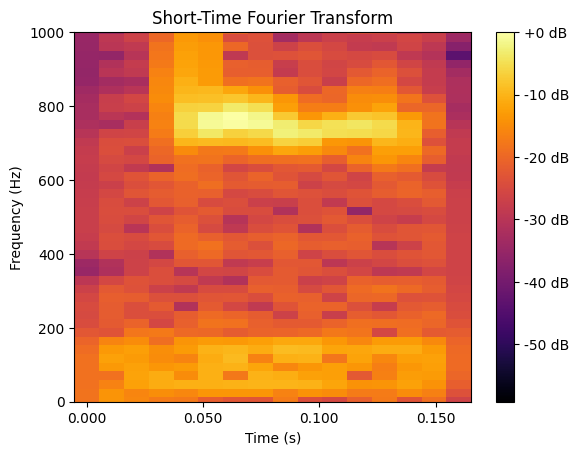 Short-Time Fourier Transform
1000
800
600
400
200
0
Frequency (Hz)
0.000
0.050
0.100
0.150
Time (s)
+0 dB
-10 dB
-20 dB
-30 dB
-40 dB
-50 dB